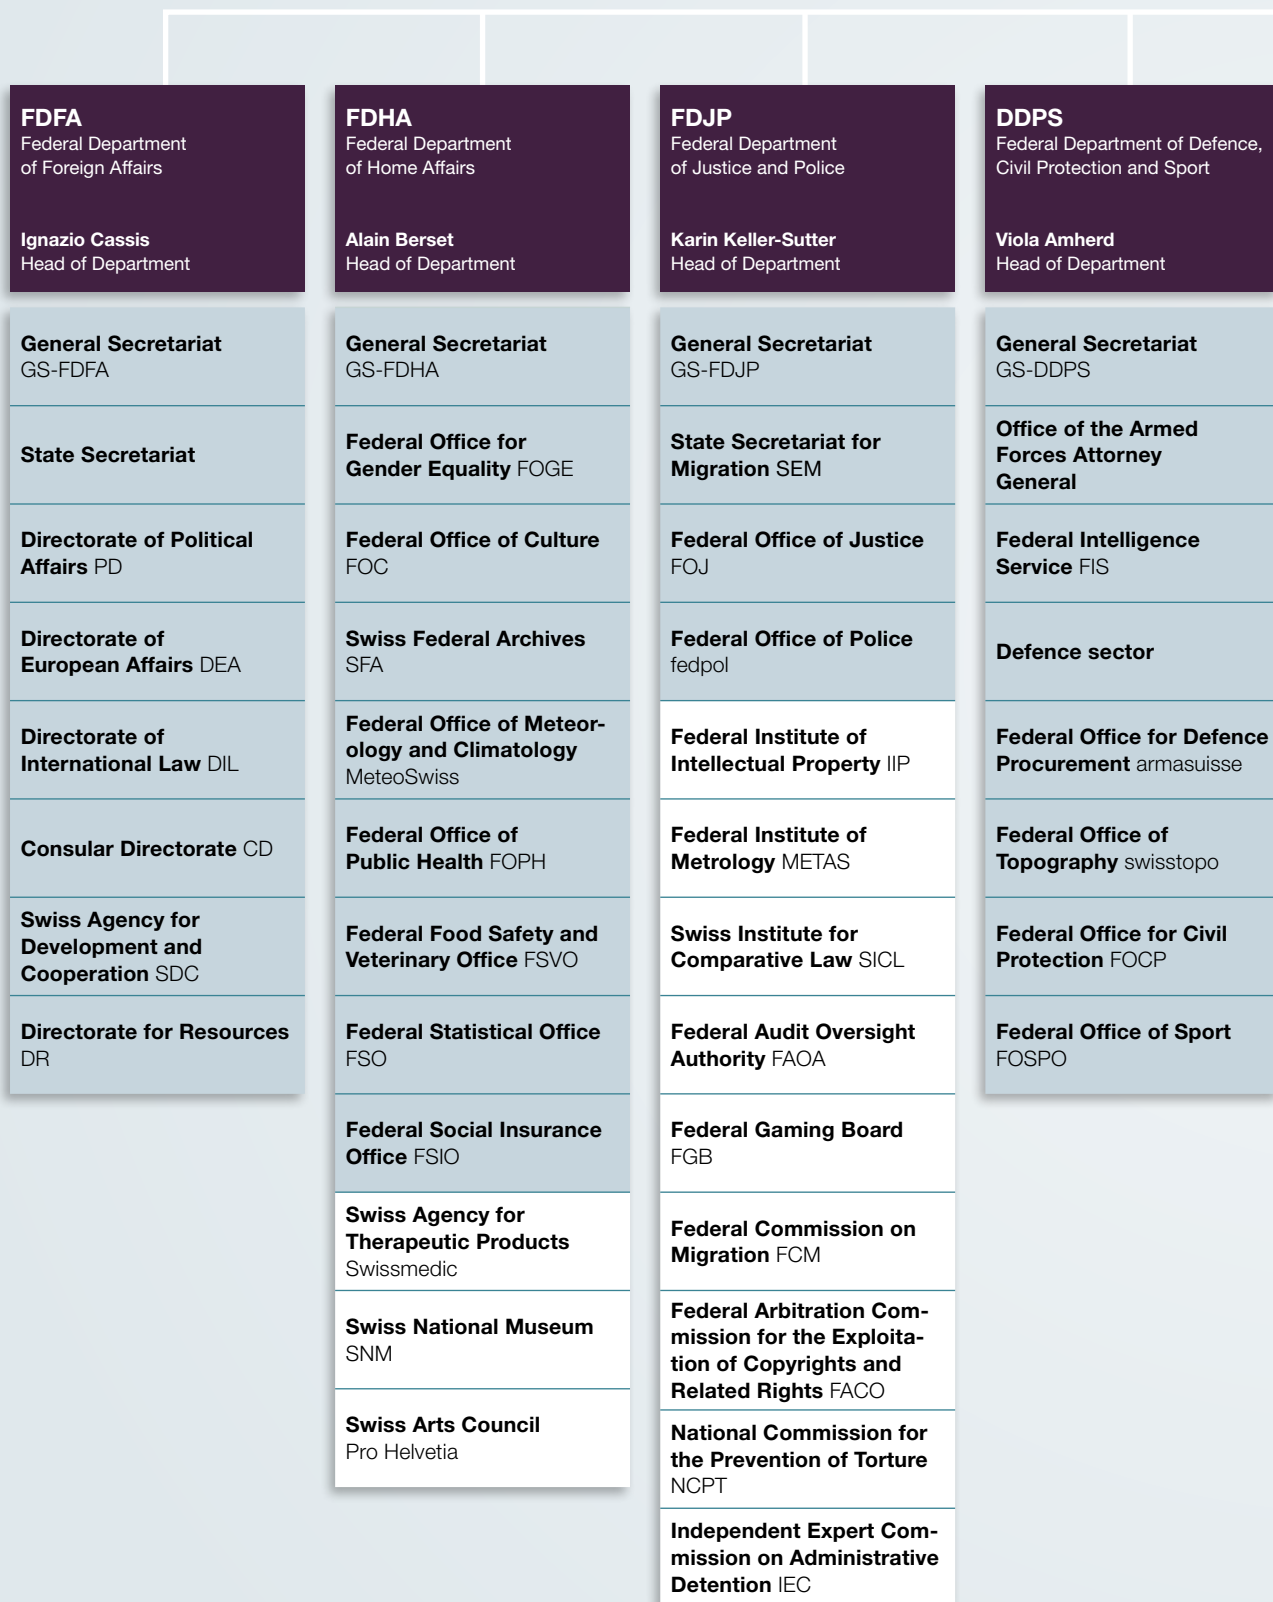 FDFA
Federal Department
of Foreign Affairs
Ignazio Cassis
Head of Department
General Secretariat
GS-FDFA
State Secretariat
Directorate of Political
Affairs PD
Directorate of
European Affairs DEA
Directorate of
International Law DIL
Consular Directorate CD
Swiss Agency for
Development and
Cooperation SDC
Directorate for Resources
DR
FDHA
Federal Department
of Home Affairs
Alain Berset
Head of Department
General Secretariat
GS-FDHA
Federal Office for
Gender Equality FOGE
Federal Office of Culture
FOC
Swiss Federal Archives
SFA
Federal Office of Meteor-
ology and Climatology
MeteoSwiss
Federal Office of
Public Health FOPH
Federal Food Safety and
Veterinary Office FSVO
Federal Statistical Office
FSO
Federal Social Insurance
Office FSIO
Swiss Agency for
Therapeutic Products
Swissmedic
Swiss National Museum
SNM
Swiss Arts Council
Pro Helvetia
FDJP
Federal Department
of Justice and Police
Karin Keller-Sutter
Head of Department
General Secretariat
GS-FDJP
State Secretariat for
Migration SEM
Federal Office of Justice
FOJ
Federal Office of Police
fedpol
Federal Institute of
Intellectual Property IIP
Federal Institute of
Metrology METAS
Swiss Institute for
Comparative Law SICL
Federal Audit Oversight
Authority FAOA
Federal Gaming Board
FGB
Federal Commission on
Migration FCM
Federal Arbitration Com-
mission for the Exploita-
tion of Copyrights and
Related Rights FACO
National Commission for
the Prevention of Torture
NCPT
Independent Expert Com-
mission on Administrative
Detention IEC
DDPS
Federal Department of Defence,
Civil Protection and Sport
Viola Amherd
Head of Department
General Secretariat
GS-DDPS
Office of the Armed
Forces Attorney
General
Federal Intelligence
Service FIS
Defence sector
Federal Office for Defence
Procurement armasuisse
Federal Office of
Topography swisstopo
Federal Office for Civil
Protection FOCP
Federal Office of Sport
FOSPO